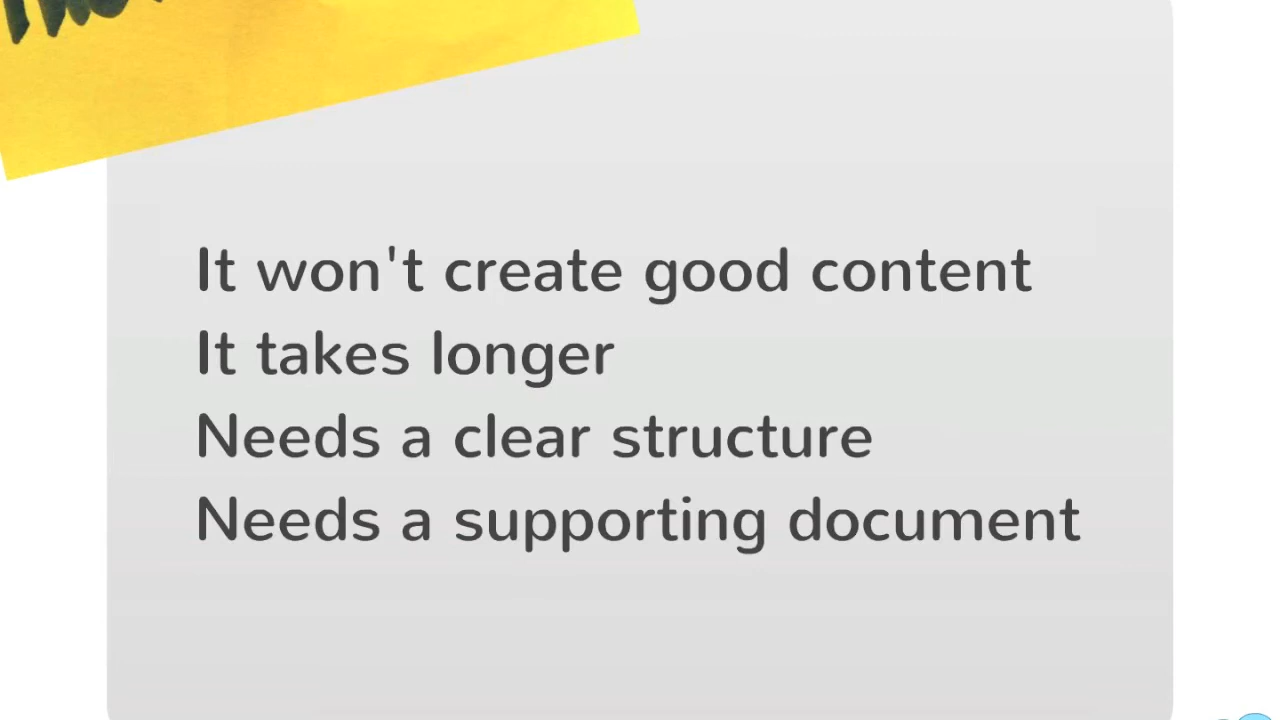 It won't create good content
It takes longer
Needs a clear structure
Needs a supporting document